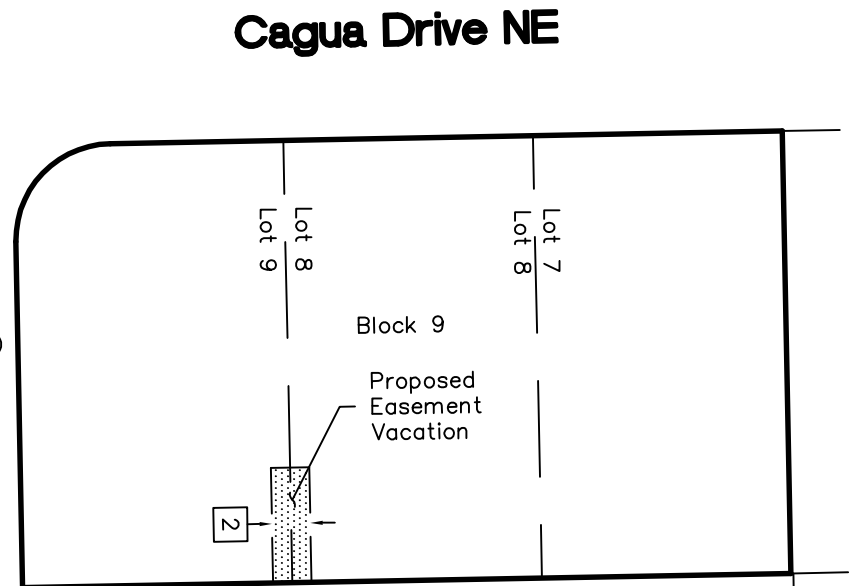 Cagua Drive NE
Lot 9
Lot 8
Lot 8
Lot 7
Block 9
Proposed
Easement
Vacation
2